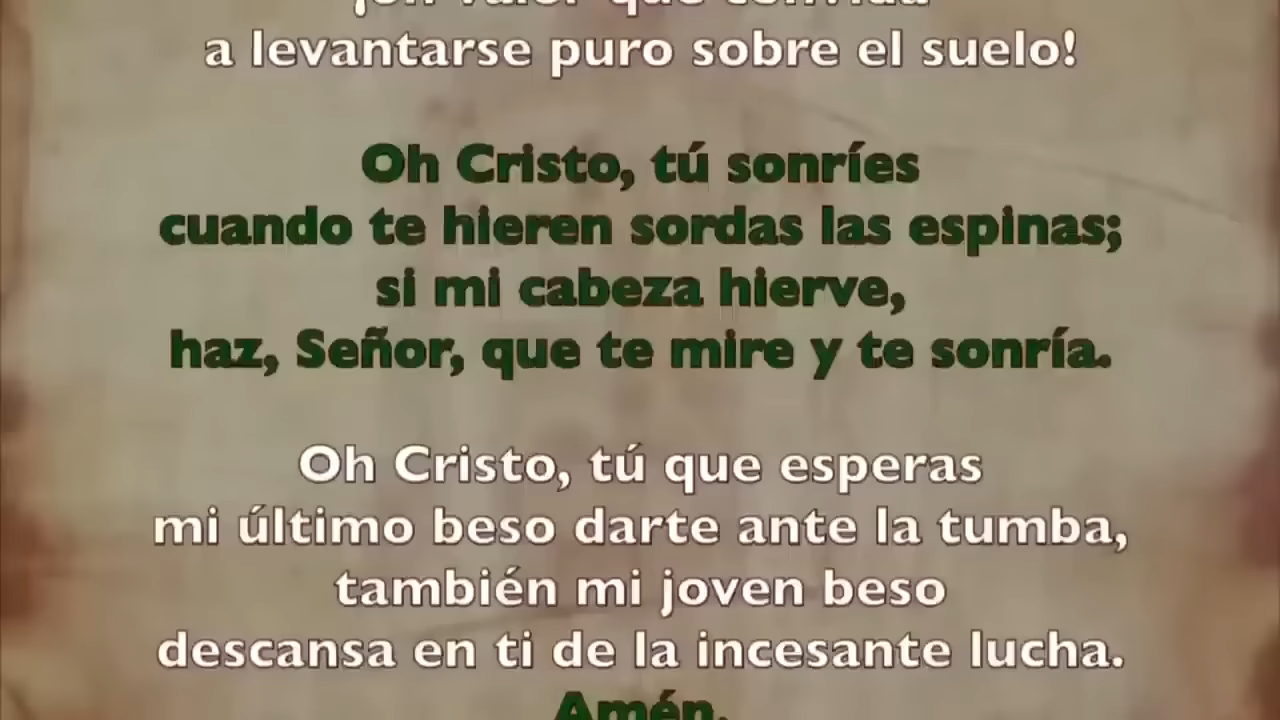 a levantarse puro sobre el suelo!
Oh Cristo, tú sonríes
cuando te hieren sordas las espinas;
si mi cabeza hierve,
haz, Señor, que te mire y te sonría.
Oh Cristo, tú que esperas
mi último beso darte ante la tumba,
también mi joven beso
descansa en ti de la incesante lucha.
Amén.